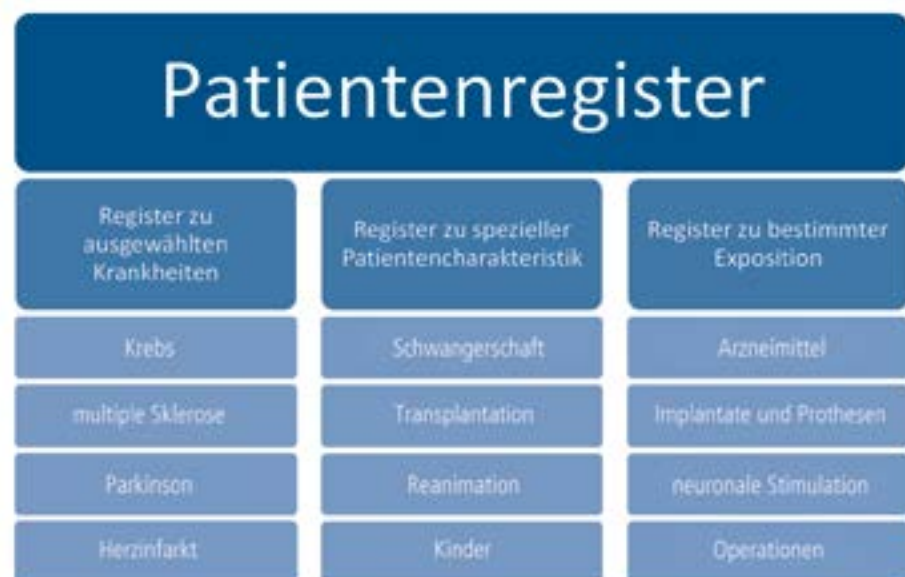 Patientenregister
Register zu
ausgewählten
Krankheiten
Krebs
multiple Sklerose
Parkinson
Herzinfarkt
Register zu spezieller
Patientencharakteristik
Schwangerschaft
Transplantation
Reanimation
Kinder
Register zu bestimmter
Exposition
Arzneimittel
Implantate und Prothesen
neuronale Stimulation
Operationen